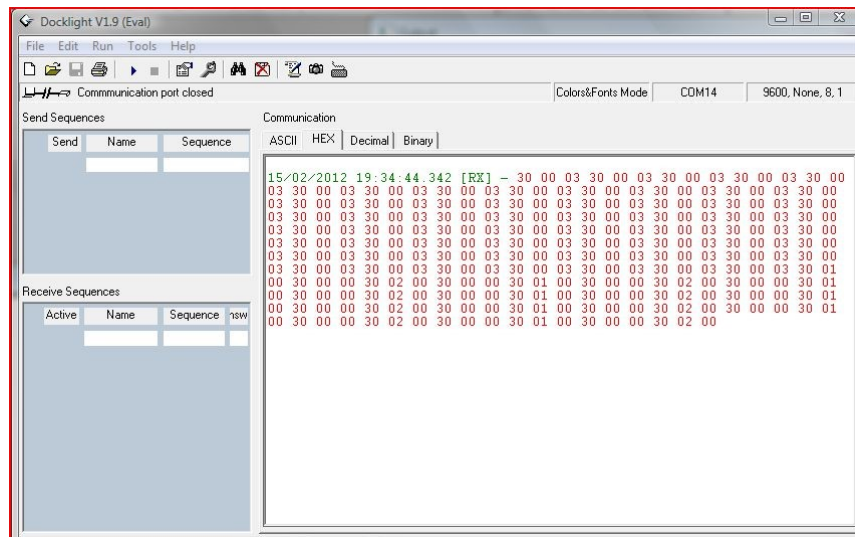 Docklight V1.9 (Eval)
File Edit Run Tools Help
Commmunication port closed
Colors&Fonts Mode COM14 9600, None, 8, 1
Send Sequences
Send Name Sequence
Communication
ASCII HEX Decimal Binary
15/02/2012 19:34:44.342 [RX] - 30 00 03 30 00 03 30 00 03 30 00 03 30 00
03 30 00 03 30 00 03 30 00 03 30 00 03 30 00 03 30 00 03 30 00 03 30 00
03 30 00 03 30 00 03 30 00 03 30 00 03 30 00 03 30 00 03 30 00 03 30 00
03 30 00 03 30 00 03 30 00 03 30 00 03 30 00 03 30 00 03 30 00 03 30 00
03 30 00 03 30 00 03 30 00 03 30 00 03 30 00 03 30 00 03 30 00 03 30 00
03 30 00 03 30 00 03 30 00 03 30 00 03 30 00 03 30 00 03 30 00 03 30 00
03 30 00 03 30 00 03 30 00 03 30 00 03 30 00 03 30 00 03 30 00 03 30 00
03 30 00 03 30 00 03 30 00 03 30 00 03 30 00 03 30 00 03 30 00 03 30 01
00 30 00 00 30 02 00 30 00 00 30 01 00 30 00 00 30 02 00 30 00 00 30 01
00 30 00 00 30 02 00 30 00 00 30 01 00 30 00 00 30 02 00 30 00 00 30 01
00 30 00 00 30 02 00 30 00 00 30 01 00 30 00 00 30 02 00 30 00 00 30 01
00 30 00 00 30 02 00 30 00 00 30 01 00 30 00 00 30 02 00
Receive Sequences
Active Name Sequence nsw